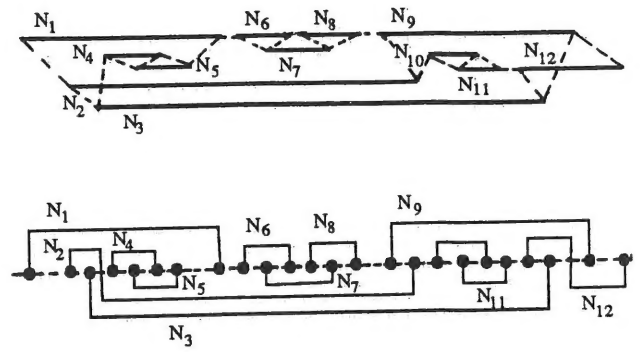 N₁ N₆ N₈ N₉
N₄ N₅ N₇ N₁₀ N₁₂
N₂ N₁₁
N₃
N₁ N₆ N₈ N₉
N₂ N₄
N₅ N₇ N₁₁ N₁₂
N₃